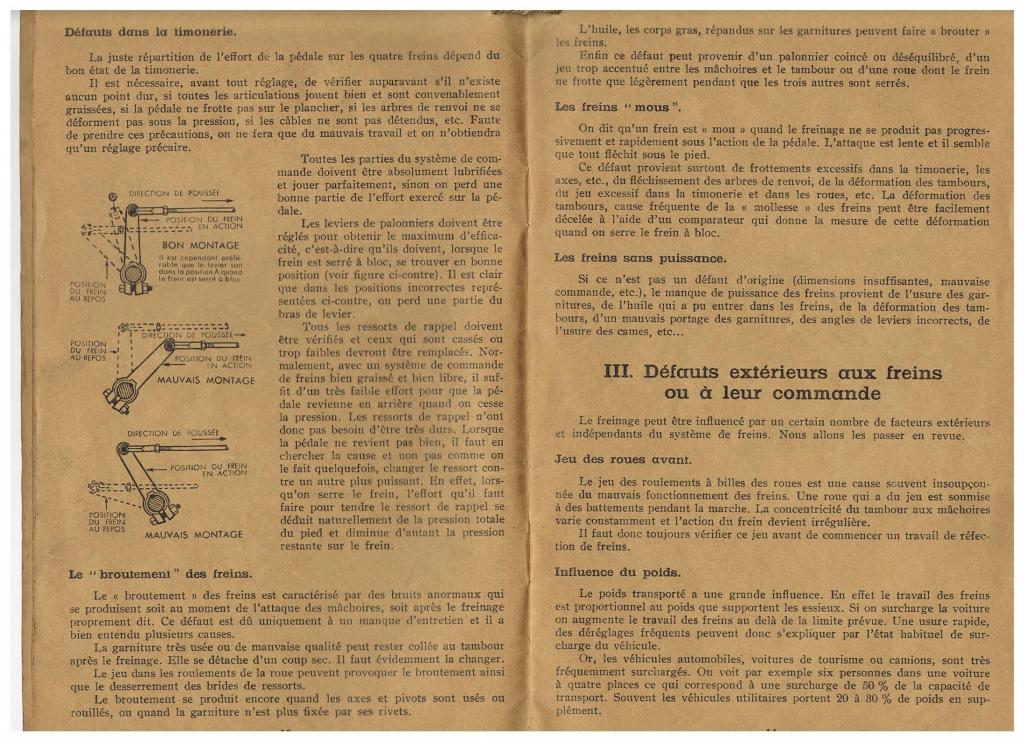 Défauts dans la timonerie.
La juste répartition de l'effort de la pédale sur les quatre freins dépend du
bon état de la timonerie.
Il est nécessaire, avant tout réglage, de vérifier auparavant s'il n'existe
aucun point dur, si toutes les articulations jouent bien et sont convenablement
graissées, si la pédale ne frotte pas sur le plancher, si les arbres de renvoi ne se
déforment pas sous la pression, si les câbles ne sont pas détendus, etc. Faute
de prendre ces précautions, on ne fera que du mauvais travail et on n'obtiendra
qu'un réglage précaire.
Toutes les parties du système de com-
mande doivent être absolument lubrifiées
et jouer parfaitement, sinon on perd une
bonne partie de l'effort exercé sur la pé-
dale.
Les leviers de palonniers doivent être
réglés pour obtenir le maximum d'effica-
cité, c'est-à-dire qu'ils doivent, lorsque le
frein est serré à bloc, se trouver en bonne
position (voir figure ci-contre). Il est clair
que dans les positions incorrectes repré-
sentées ci-contre, on perd une partie du
bras de levier.
Tous les ressorts de rappel doivent
être vérifiés et ceux qui sont cassés ou
trop faibles devront être remplacés. Nor-
malement, avec un système de commande
de freins bien graissé et bien libre, il suf-
fit d'un très faible effort pour que la pé-
dale revienne en arrière quand on cesse
la pression. Les ressorts de rappel n'ont
donc pas besoin d'être très durs. Lorsque
la pédale ne revient pas bien, il faut en
chercher la cause et non pas comme on
le fait quelquefois, changer le ressort con-
tre un autre plus puissant. En effet, lors-
qu'on serre le frein, l'effort qu'il faut
faire pour tendre le ressort de rappel se
déduit naturellement de la pression totale
du pied et diminue d'autant la pression
restante sur le frein.
A
DIRECTION DE POUSSÉE
POSITION DU FREIN
EN ACTION
BON MONTAGE
Il est cependant préfé-
rable que le levier soit
dans la position A quand
le frein est serré à bloc
POSITION
DU FREIN
AU REPOS
POSITION
DU FREIN
AU REPOS
DIRECTION DE POUSSÉE
POSITION DU FREIN
EN ACTION
MAUVAIS MONTAGE
DIRECTION DE POUSSÉE
POSITION DU FREIN
EN ACTION
POSITION
DU FREIN
AU REPOS
MAUVAIS MONTAGE
Le "broutement" des freins.
Le « broutement » des freins est caractérisé par des bruits anormaux qui
se produisent soit au moment de l'attaque des mâchoires, soit après le freinage
proprement dit. Ce défaut est dû uniquement à un manque d'entretien et il a
bien entendu plusieurs causes.
La garniture très usée ou de mauvaise qualité peut rester collée au tambour
après le freinage. Elle se détache d'un coup sec. Il faut évidemment la changer.
Le jeu dans les roulements de la roue peuvent provoquer le broutement ainsi
que le desserrement des brides de ressorts.
Le broutement se produit encore quand les axes et pivots sont usés ou
rouillés, ou quand la garniture n'est plus fixée par ses rivets.
L'huile, les corps gras, répandus sur les garnitures peuvent faire « brouter »
les freins.
Enfin ce défaut peut provenir d'un palonnier coincé ou déséquilibré, d'un
jeu trop accentué entre les mâchoires et le tambour ou d'une roue dont le frein
ne frotte que légèrement pendant que les trois autres sont serrés.
Les freins "mous".
On dit qu'un frein est « mou » quand le freinage ne se produit pas progres-
sivement et rapidement sous l'action de la pédale. L'attaque est lente et il semble
que tout fléchit sous le pied.
Ce défaut provient surtout de frottements excessifs dans la timonerie, les
axes, etc., du fléchissement des arbres de renvoi, de la déformation des tambours,
du jeu excessif dans la timonerie et dans les roues, etc. La déformation des
tambours, cause fréquente de la « mollesse » des freins peut être facilement
décelée à l'aide d'un comparateur qui donne la mesure de cette déformation
quand on serre le frein à bloc.
Les freins sans puissance.
Si ce n'est pas un défaut d'origine (dimensions insuffisantes, mauvaise
commande, etc.), le manque de puissance des freins provient de l'usure des gar-
nitures, de l'huile qui a pu entrer dans les freins, de la déformation des tam-
bours, d'un mauvais portage des garnitures, des angles de leviers incorrects, de
l'usure des cames, etc...
III. Défauts extérieurs aux freins
ou à leur commande
Le freinage peut être influencé par un certain nombre de facteurs extérieurs
et indépendants du système de freins. Nous allons les passer en revue.
Jeu des roues avant.
Le jeu des roulements à billes des roues est une cause souvent insoupçon-
née du mauvais fonctionnement des freins. Une roue qui a du jeu est soumise
à des battements pendant la marche. La concentricité du tambour aux mâchoires
varie constamment et l'action du frein devient irrégulière.
Il faut donc toujours vérifier ce jeu avant de commencer un travail de réfec-
tion de freins.
Influence du poids.
Le poids transporté a une grande influence. En effet le travail des freins
est proportionnel au poids que supportent les essieux. Si on surcharge la voiture
on augmente le travail des freins au delà de la limite prévue. Une usure rapide,
des déréglages fréquents peuvent donc s'expliquer par l'état habituel de sur-
charge du véhicule.
Or, les véhicules automobiles, voitures de tourisme ou camions, sont très
fréquemment surchargés. On voit par exemple six personnes dans une voiture
à quatre places ce qui correspond à une surcharge de 50 % de la capacité de
transport. Souvent les véhicules utilitaires portent 20 à 80 % de poids en sup-
plément.